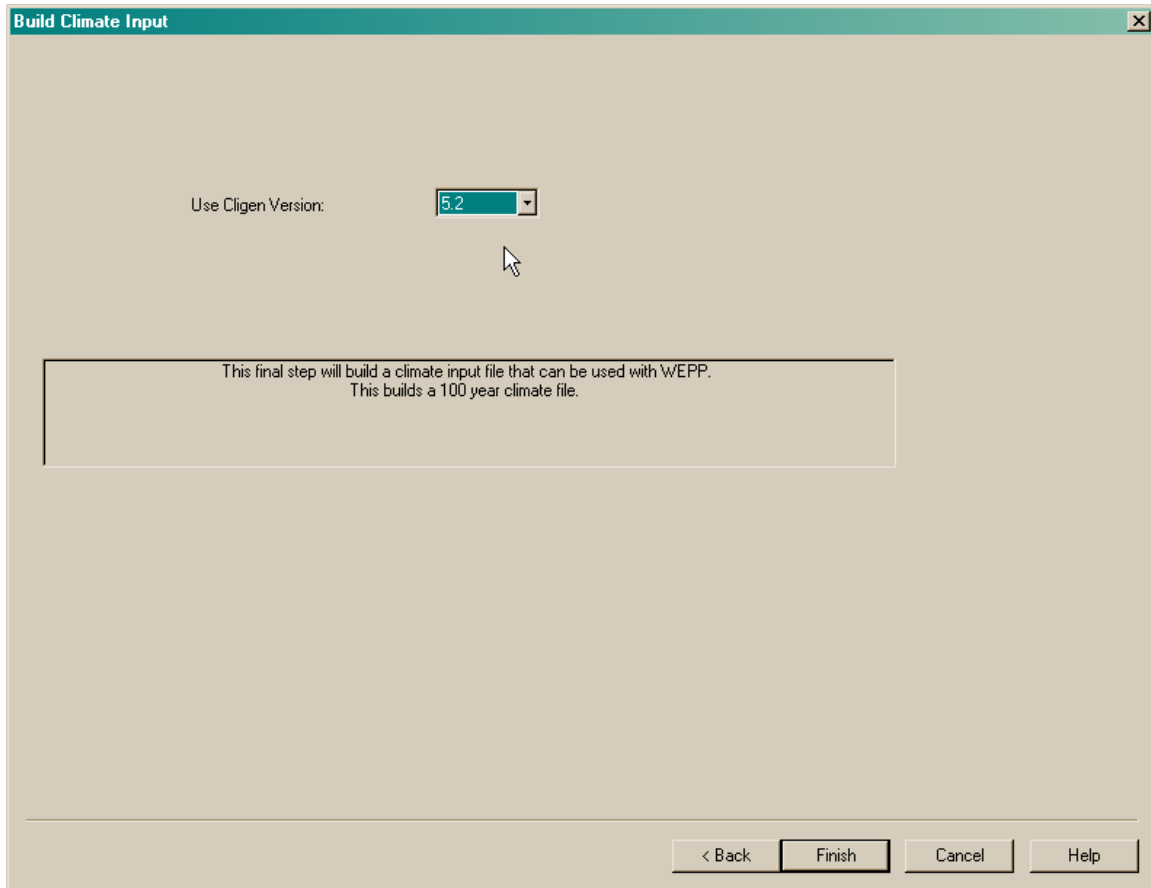 Build Climate Input
Use Cligen Version:
5.2
This final step will build a climate input file that can be used with WEPP.
This builds a 100 year climate file.
< Back
Finish
Cancel
Help